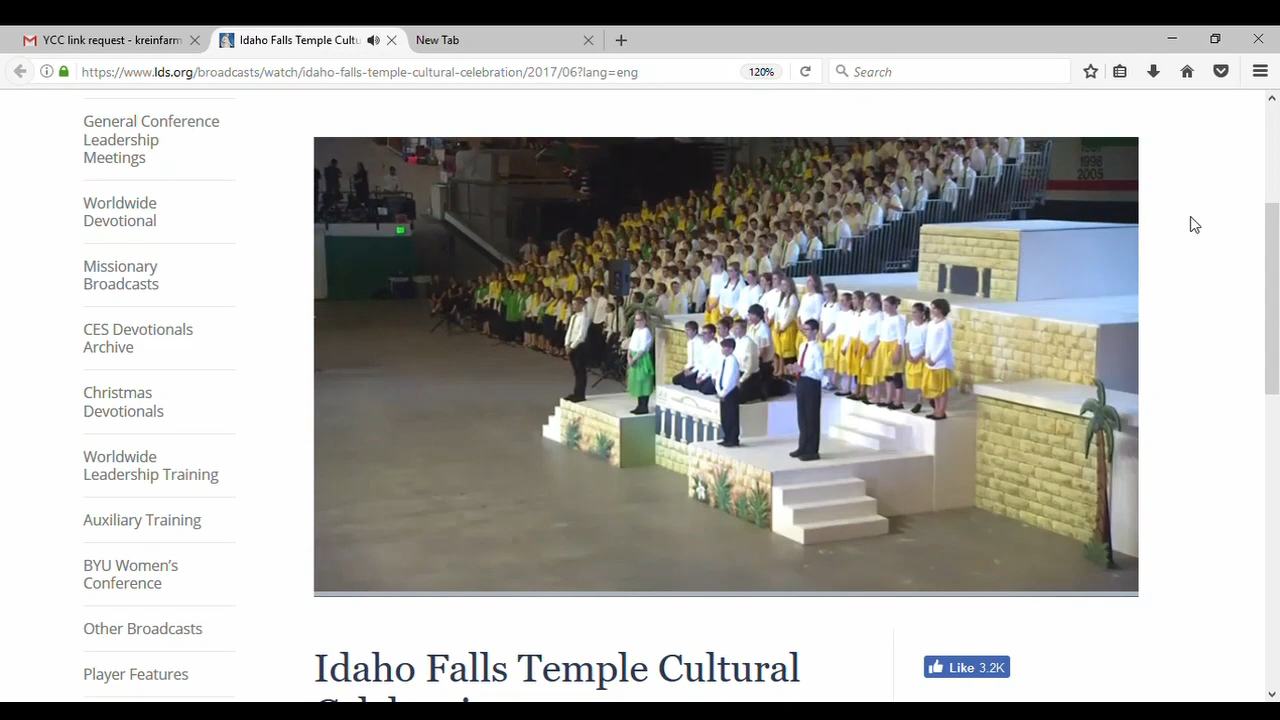 YCC link request - kreinfarm
Idaho Falls Temple Cultu
New Tab
https://www.lds.org/broadcasts/watch/idaho-falls-temple-cultural-celebration/2017/06?lang=eng
120%
Search
General Conference
Leadership
Meetings
Worldwide
Devotional
Missionary
Broadcasts
CES Devotionals
Archive
Christmas
Devotionals
Worldwide
Leadership Training
Auxiliary Training
BYU Women's
Conference
Other Broadcasts
Player Features
1998
2005
Idaho Falls Temple Cultural
Like 3.2K